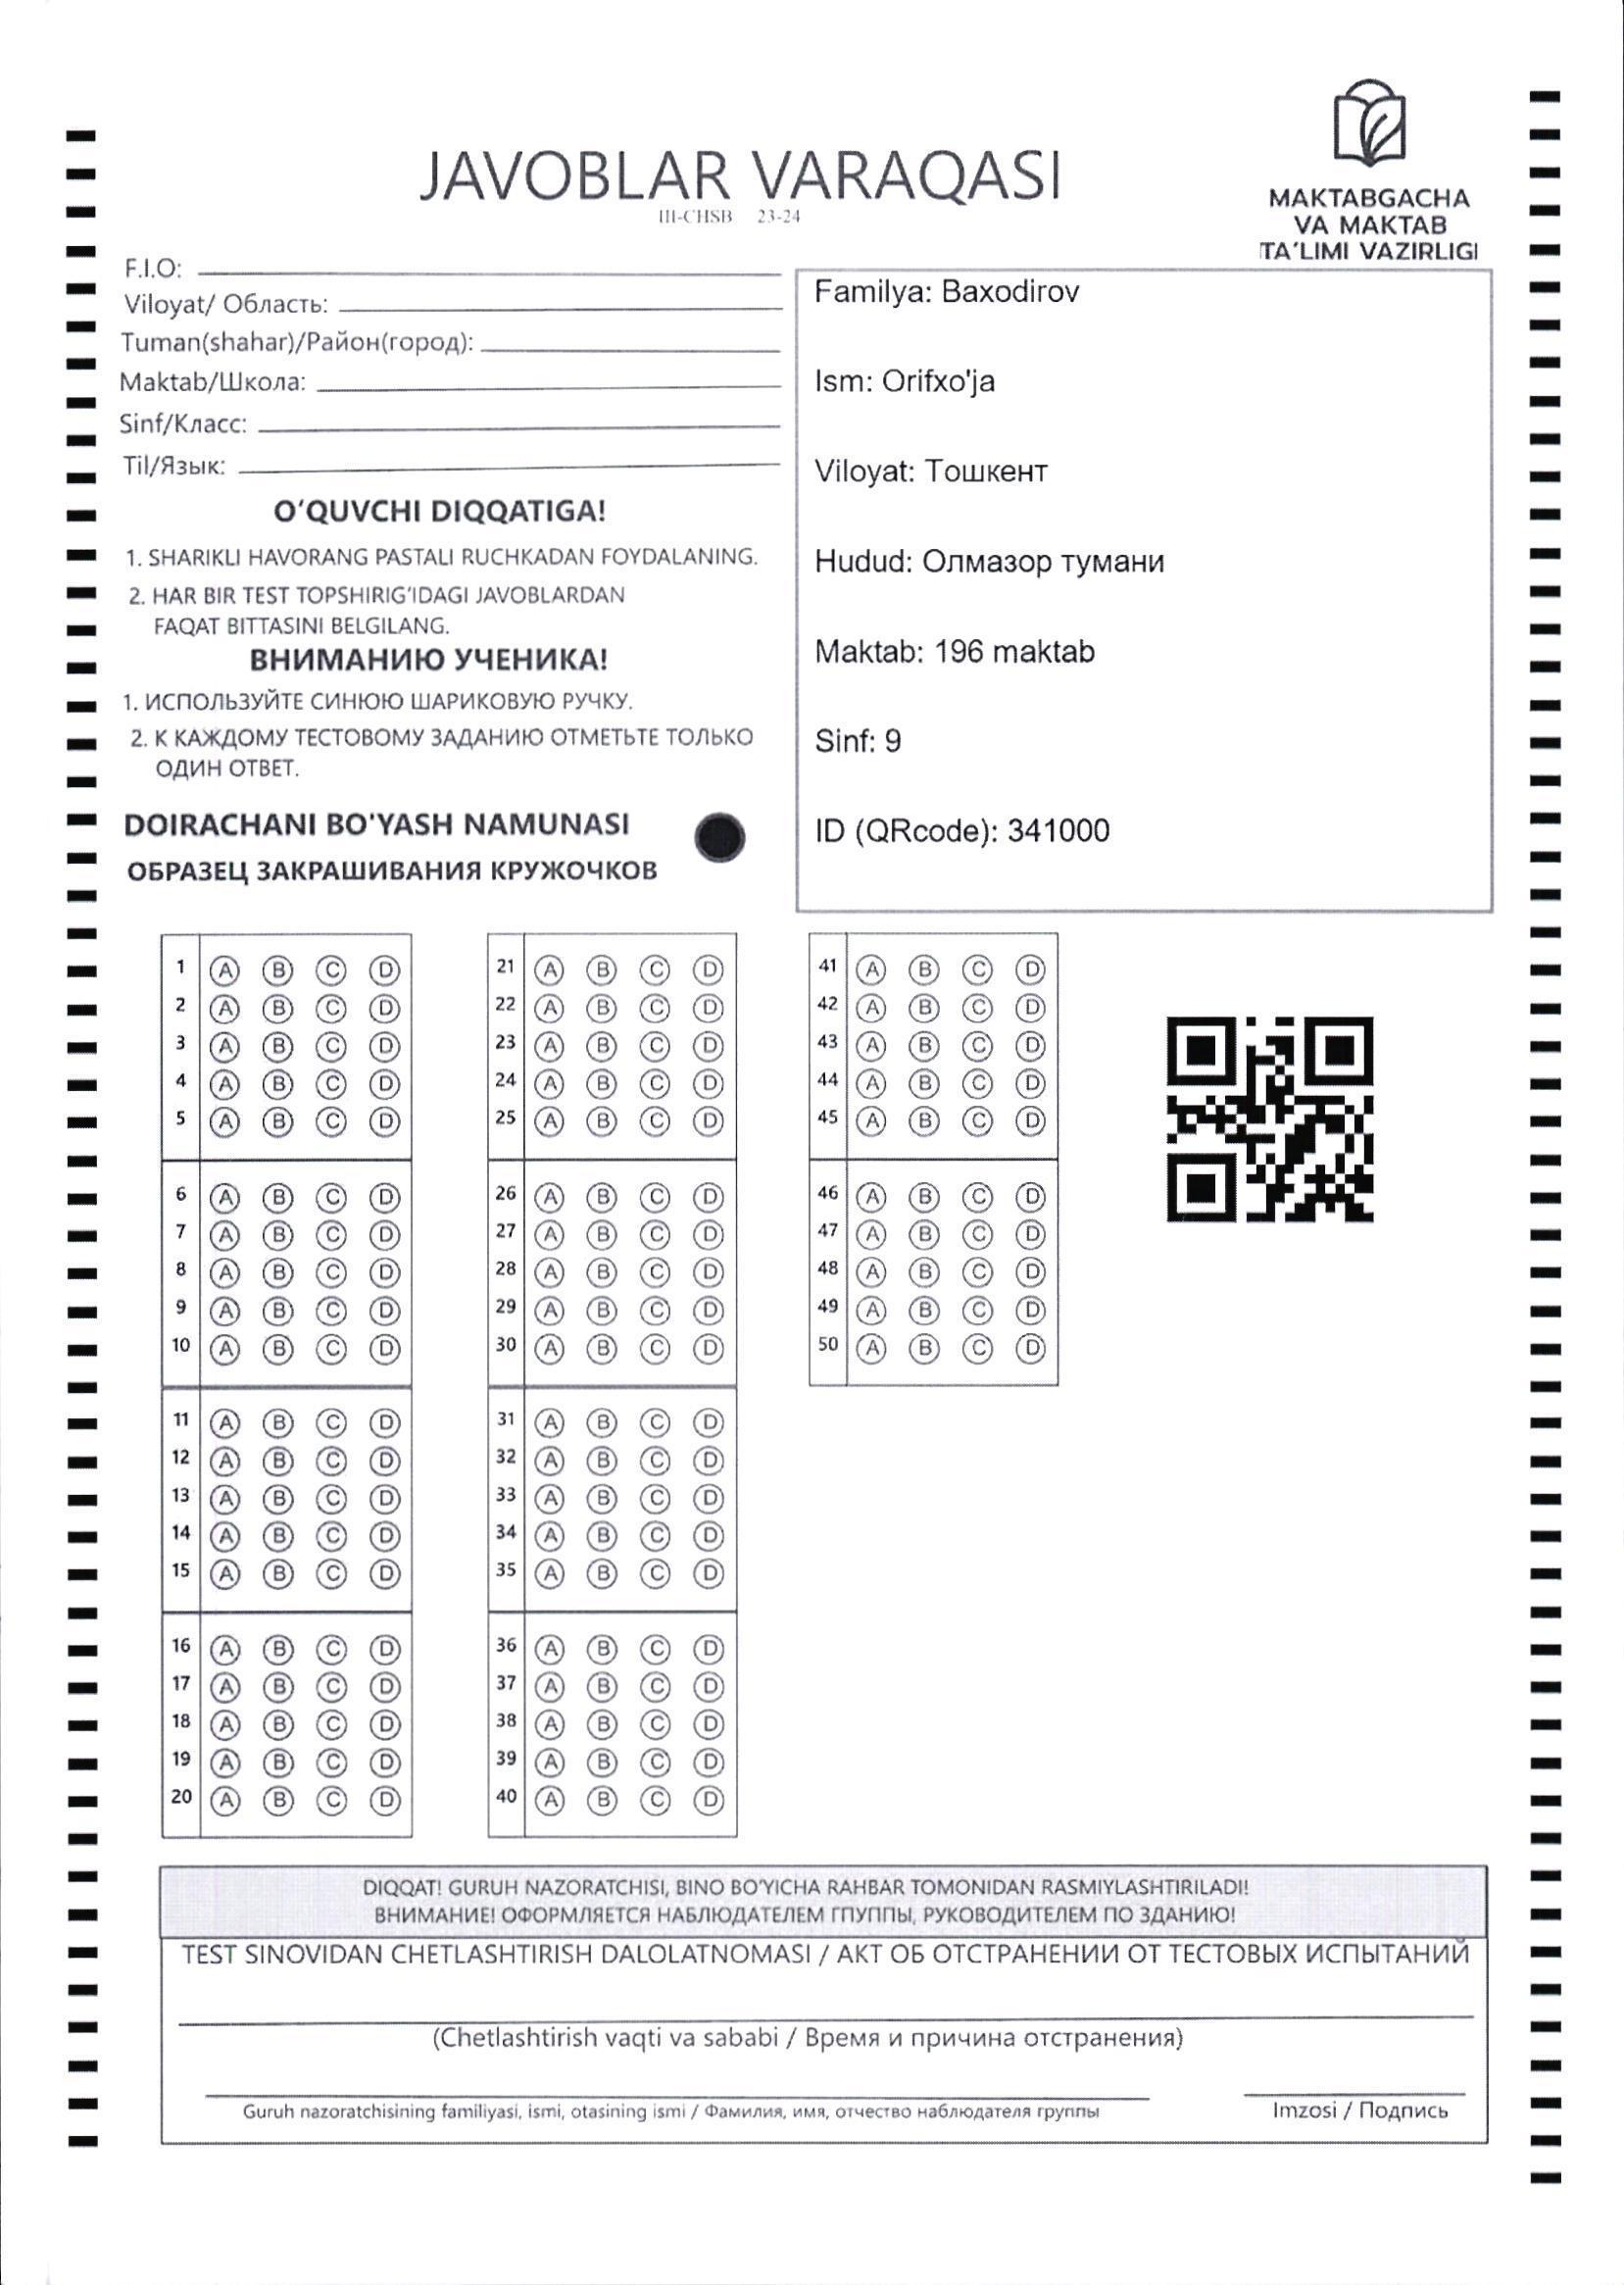 JAVOBLAR VARAQASI
III-CHSB 23-24
MAKTABGACHA
VA MAKTAB
TA'LIMI VAZIRLIGI
F.I.O:
Viloyat/ Область:
Tuman(shahar)/Район(город):
Maktab/Школа:
Sinf/Класс:
Til/Язык:
O'QUVCHI DIQQATIGA!
1. SHARIKLI HAVORANG PASTALI RUCHKADAN FOYDALANING.
2. HAR BIR TEST TOPSHIRIG'IDAGI JAVOBLARDAN
FAQAT BITTASINI BELGILANG.
ВНИМАНИЮ УЧЕНИКА!
1. ИСПОЛЬЗУЙТЕ СИНЮЮ ШАРИКОВУЮ РУЧКУ.
2. К КАЖДОМУ ТЕСТОВОМУ ЗАДАНИЮ ОТМЕТЬТЕ ТОЛЬКО
ОДИН ОТВЕТ.
DOIRACHANI BO'YASH NAMUNASI
ОБРАЗЕЦ ЗАКРАШИВАНИЯ КРУЖОЧКОВ
Familya: Baxodirov
Ism: Orifxo'ja
Viloyat: Тошкент
Hudud: Олмазор тумани
Maktab: 196 maktab
Sinf: 9
ID (QRcode): 341000
1 A B C D
2 A B C D
3 A B C D
4 A B C D
5 A B C D
6 A B C D
7 A B C D
8 A B C D
9 A B C D
10 A B C D
11 A B C D
12 A B C D
13 A B C D
14 A B C D
15 A B C D
16 A B C D
17 A B C D
18 A B C D
19 A B C D
20 A B C D
21 A B C D
22 A B C D
23 A B C D
24 A B C D
25 A B C D
26 A B C D
27 A B C D
28 A B C D
29 A B C D
30 A B C D
31 A B C D
32 A B C D
33 A B C D
34 A B C D
35 A B C D
36 A B C D
37 A B C D
38 A B C D
39 A B C D
40 A B C D
41 A B C D
42 A B C D
43 A B C D
44 A B C D
45 A B C D
46 A B C D
47 A B C D
48 A B C D
49 A B C D
50 A B C D
DIQQAT! GURUH NAZORATCHISI, BINO BO'YICHA RAHBAR TOMONIDAN RASMIYLASHTIRILADI!
ВНИМАНИЕ! ОФОРМЛЯЕТСЯ НАБЛЮДАТЕЛЕМ ГПУППЫ, РУКОВОДИТЕЛЕМ ПО ЗДАНИЮ!
TEST SINOVIDAN CHETLASHTIRISH DALOLATNOMASI / АКТ ОБ ОТСТРАНЕНИИ ОТ ТЕСТОВЫХ ИСПЫТАНИЙ
(Chetlashtirish vaqti va sababi / Время и причина отстранения)
Guruh nazoratchisining familiyasi, ismi, otasining ismi / Фамилия, имя, отчество наблюдателя группы
Imzosi / Подпись